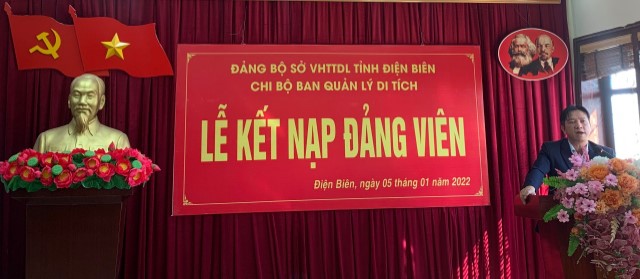 ĐẢNG BỘ SỞ VHTTDL TỈNH ĐIỆN BIÊN
CHI BỘ BAN QUẢN LÝ DI TÍCH
LỄ KẾT NẠP ĐẢNG VIÊN
Điện Biên, ngày 05 tháng 01 năm 2022